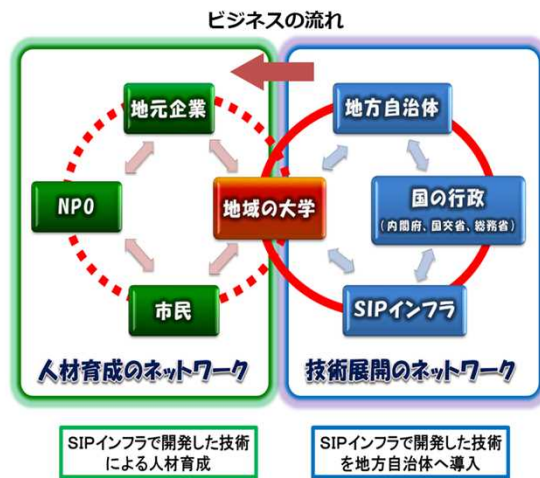 ビジネスの流れ
地元企業
地方自治体
NPO
地域の大学
国の行政
(内閣府、国交省、総務省)
市民
SIPインフラ
人材育成のネットワーク
技術展開のネットワーク
SIPインフラで開発した技術
による人材育成
SIPインフラで開発した技術
を地方自治体へ導入